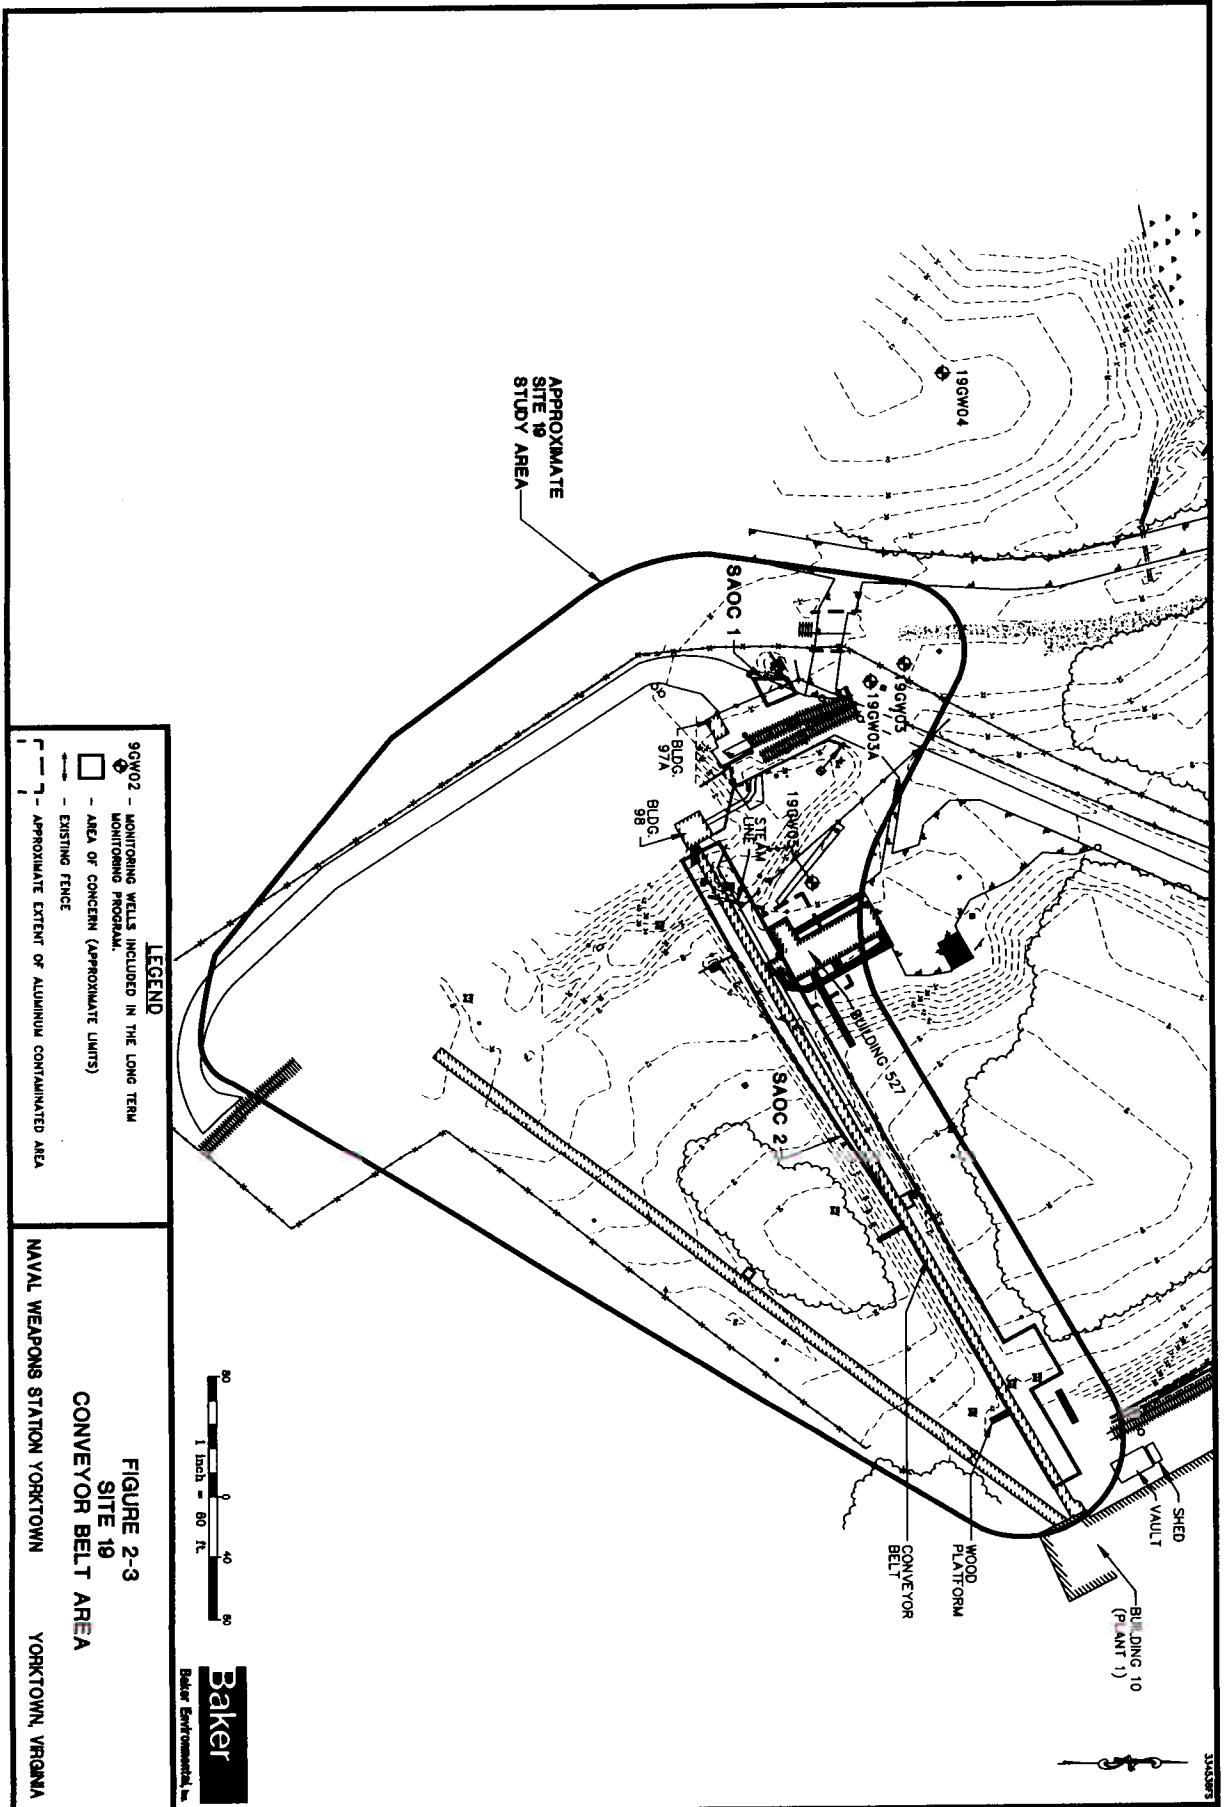 334538FS
19GW04
APPROXIMATE
SITE 19
STUDY AREA
SAOC 1
19GW03
19GW03A
BLDG.
97A
19GW05
STEAM
LINE
BLDG.
98
BUILDING 527
SAOC 2
SHED
VAULT
BUILDING 10
(PLANT 1)
WOOD
PLATFORM
CONVEYOR
BELT
LEGEND
9GW02 - MONITORING WELLS INCLUDED IN THE LONG TERM
MONITORING PROGRAM.
- AREA OF CONCERN (APPROXIMATE LIMITS)
- EXISTING FENCE
- APPROXIMATE EXTENT OF ALUMINUM CONTAMINATED AREA
80 0 40 80
1 inch = 80 ft.
Baker
Baker Environmental, Inc.
FIGURE 2-3
SITE 19
CONVEYOR BELT AREA
NAVAL WEAPONS STATION YORKTOWN
YORKTOWN, VIRGINIA